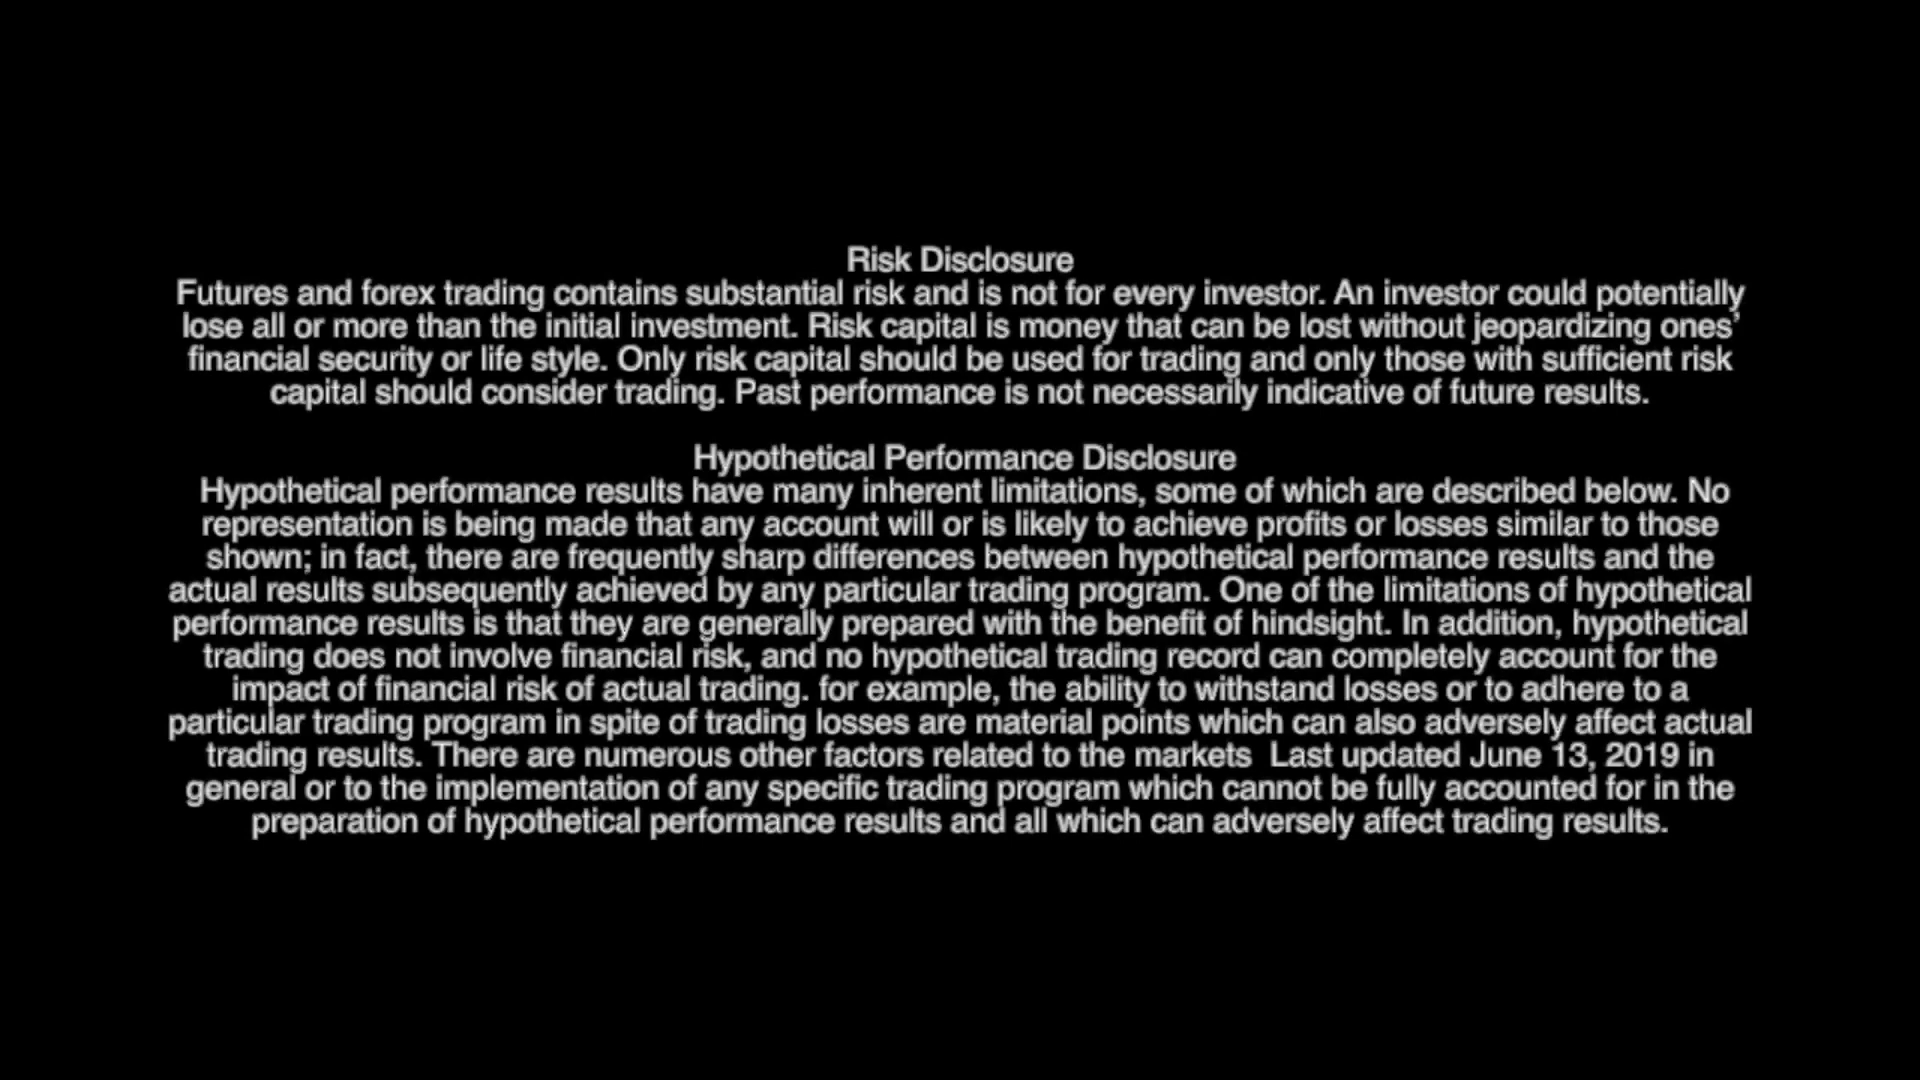 Risk Disclosure
Futures and forex trading contains substantial risk and is not for every investor. An investor could potentially
lose all or more than the initial investment. Risk capital is money that can be lost without jeopardizing ones’
financial security or life style. Only risk capital should be used for trading and only those with sufficient risk
capital should consider trading. Past performance is not necessarily indicative of future results.
Hypothetical Performance Disclosure
Hypothetical performance results have many inherent limitations, some of which are described below. No
representation is being made that any account will or is likely to achieve profits or losses similar to those
shown; in fact, there are frequently sharp differences between hypothetical performance results and the
actual results subsequently achieved by any particular trading program. One of the limitations of hypothetical
performance results is that they are generally prepared with the benefit of hindsight. In addition, hypothetical
trading does not involve financial risk, and no hypothetical trading record can completely account for the
impact of financial risk of actual trading. for example, the ability to withstand losses or to adhere to a
particular trading program in spite of trading losses are material points which can also adversely affect actual
trading results. There are numerous other factors related to the markets  Last updated June 13, 2019 in
general or to the implementation of any specific trading program which cannot be fully accounted for in the
preparation of hypothetical performance results and all which can adversely affect trading results.